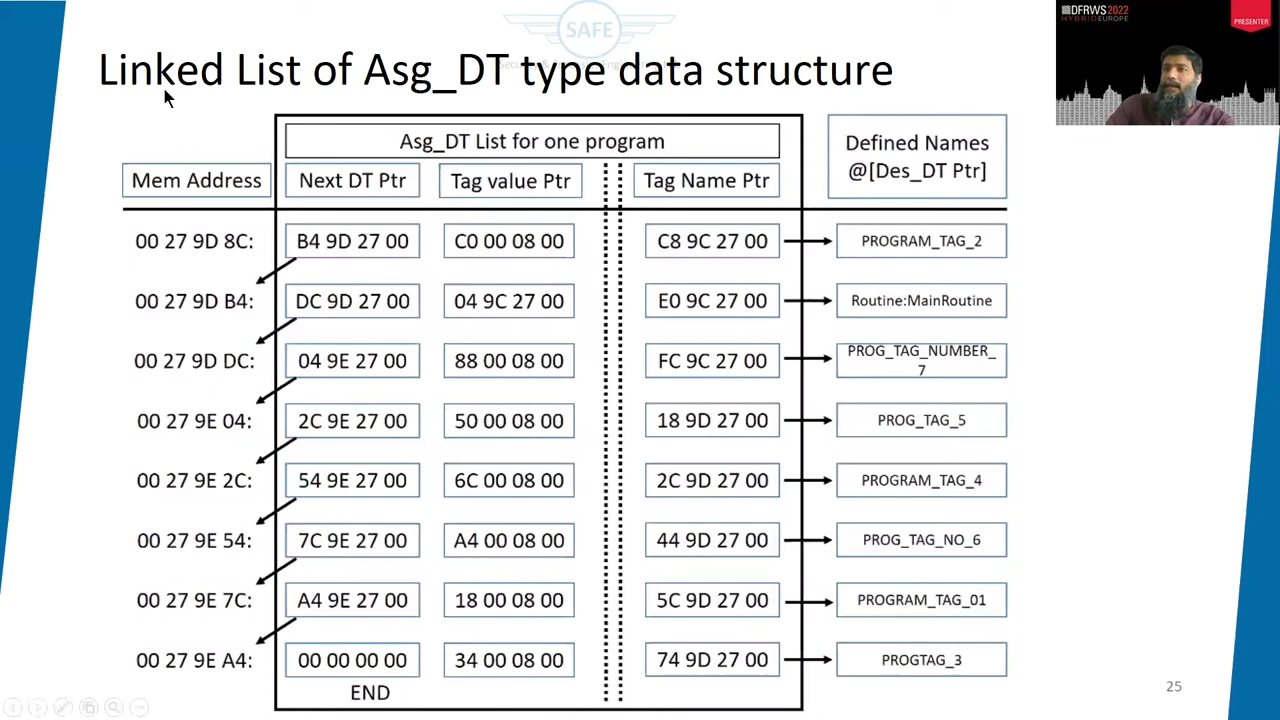 DFRWS 2022
HYBRID EUROPE
PRESENTER
SAFE
Linked List of Asg_DT type data structure
Asg_DT List for one program
Defined Names
@[Des_DT Ptr]
Mem Address Next DT Ptr Tag value Ptr Tag Name Ptr
00 27 9D 8C: B4 9D 27 00 C0 00 08 00 C8 9C 27 00 PROGRAM_TAG_2
00 27 9D B4: DC 9D 27 00 04 9C 27 00 E0 9C 27 00 Routine:MainRoutine
00 27 9D DC: 04 9E 27 00 88 00 08 00 FC 9C 27 00 PROG_TAG_NUMBER_
7
00 27 9E 04: 2C 9E 27 00 50 00 08 00 18 9D 27 00 PROG_TAG_5
00 27 9E 2C: 54 9E 27 00 6C 00 08 00 2C 9D 27 00 PROGRAM_TAG_4
00 27 9E 54: 7C 9E 27 00 A4 00 08 00 44 9D 27 00 PROG_TAG_NO_6
00 27 9E 7C: A4 9E 27 00 18 00 08 00 5C 9D 27 00 PROGRAM_TAG_01
00 27 9E A4: 00 00 00 00 34 00 08 00 74 9D 27 00 PROGTAG_3
END
25